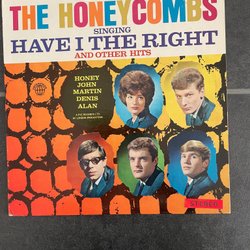 THE HONEYCOMBS
SINGING
HAVE I THE RIGHT
AND OTHER HITS
HONEY
JOHN
MARTIN
DENIS
ALAN
STEREO